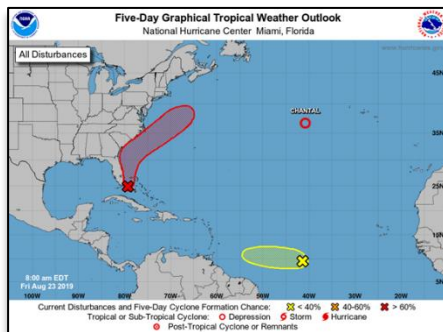 Five-Day Graphical Tropical Weather Outlook
National Hurricane Center Miami, Florida
All Disturbances
CHANTAL
45N
35N
25N
15N
5N
8:00 am EDT
Fri Aug 23 2019
100W 90W 80W 70W 60W 50W 40W 30W 20W 10W
Current Disturbances and Five-Day Cyclone Formation Chance: < 40% 40-60% > 60%
Tropical or Sub-Tropical Cyclone: Depression Storm Hurricane
Post-Tropical Cyclone or Remnants